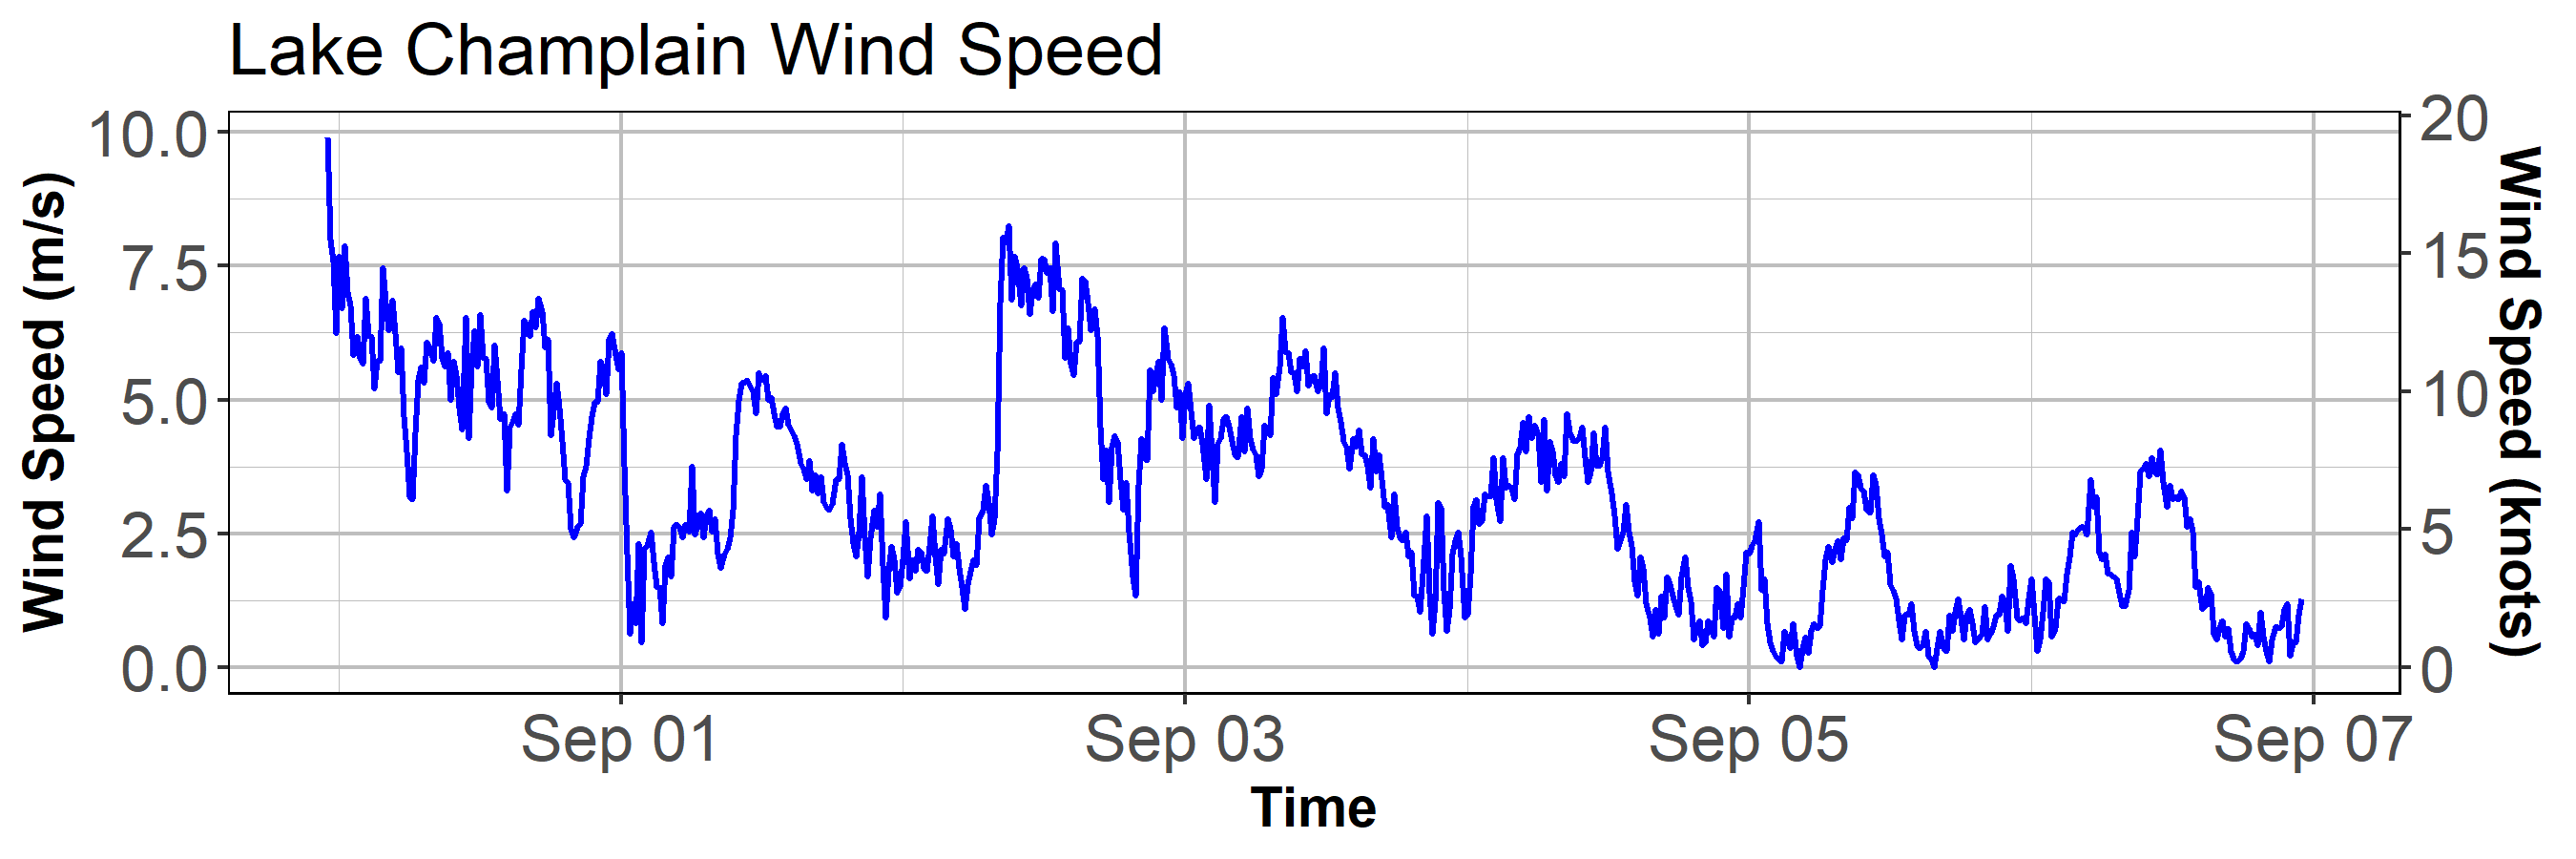 Lake Champlain Wind Speed
Wind Speed (m/s)
10.0
7.5
5.0
2.5
0.0
20
15
10
5
0
Wind Speed (knots)
Sep 01 Sep 03 Sep 05 Sep 07
Time